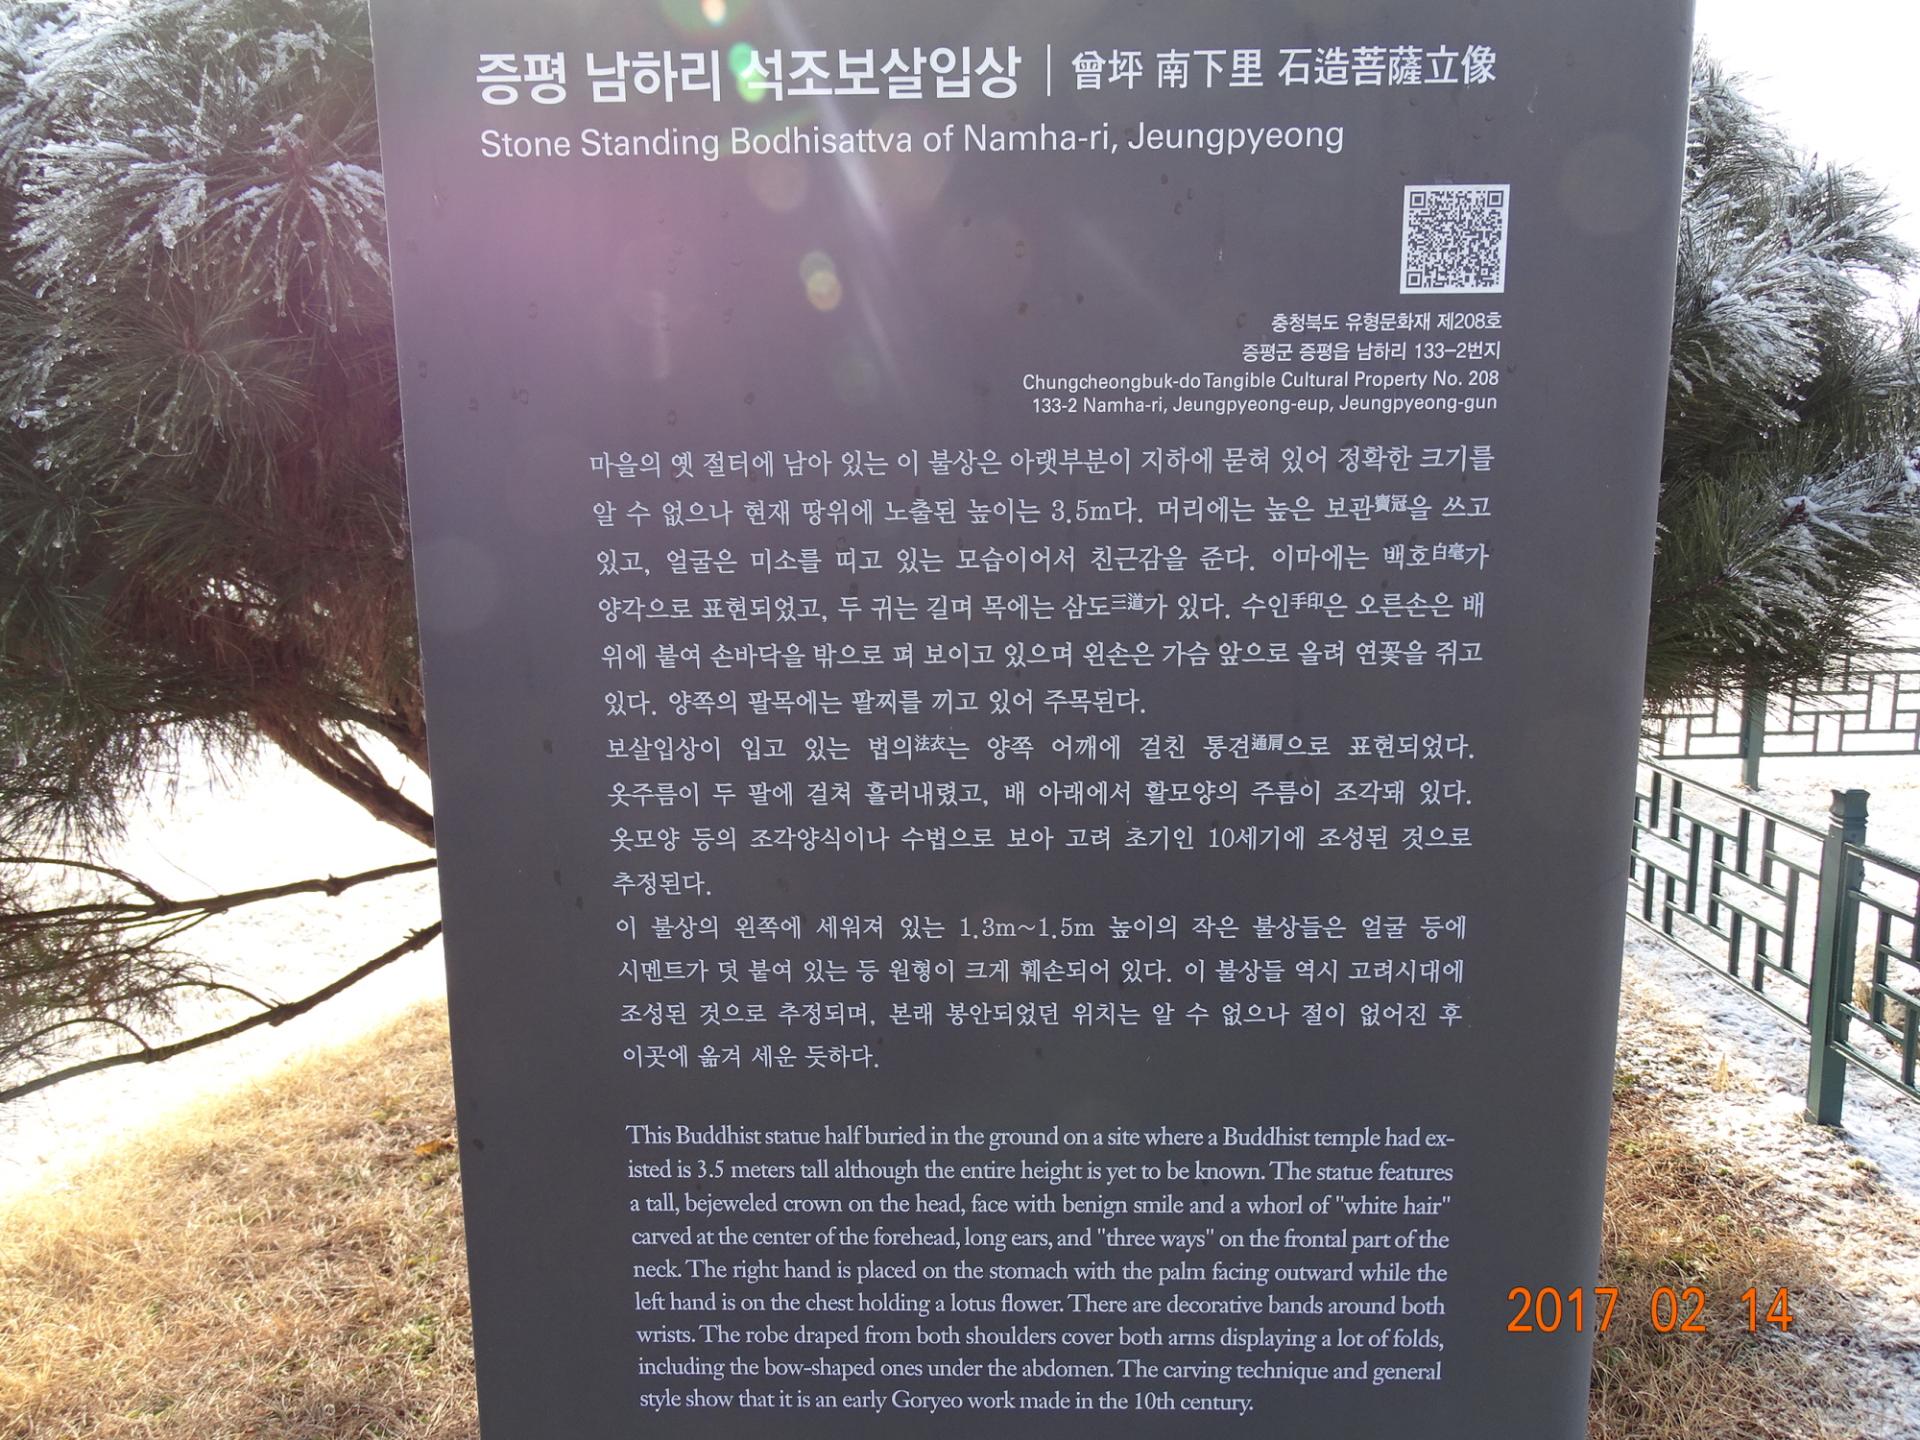 증평 남하리 석조보살입상 | 曾坪 南下里 石造菩薩立像
Stone Standing Bodhisattva of Namha-ri, Jeungpyeong
충청북도 유형문화재 제208호
증평군 증평읍 남하리 133-2번지
Chungcheongbuk-do Tangible Cultural Property No. 208
133-2 Namha-ri, Jeungpyeong-eup, Jeungpyeong-gun
마을의 옛 절터에 남아 있는 이 불상은 아랫부분이 지하에 묻혀 있어 정확한 크기를
알 수 없으나 현재 땅위에 노출된 높이는 3.5m다. 머리에는 높은 보관寶冠을 쓰고
있고, 얼굴은 미소를 띠고 있는 모습이어서 친근감을 준다. 이마에는 백호白毫가
양각으로 표현되었고, 두 귀는 길며 목에는 삼도三道가 있다. 수인手印은 오른손은 배
위에 붙여 손바닥을 밖으로 펴 보이고 있으며 왼손은 가슴 앞으로 올려 연꽃을 쥐고
있다. 양쪽의 팔목에는 팔찌를 끼고 있어 주목된다.
보살입상이 입고 있는 법의法衣는 양쪽 어깨에 걸친 통견通肩으로 표현되었다.
옷주름이 두 팔에 걸쳐 흘러내렸고, 배 아래에서 활모양의 주름이 조각돼 있다.
옷모양 등의 조각양식이나 수법으로 보아 고려 초기인 10세기에 조성된 것으로
추정된다.
이 불상의 왼쪽에 세워져 있는 1.3m~1.5m 높이의 작은 불상들은 얼굴 등에
시멘트가 덧 붙여 있는 등 원형이 크게 훼손되어 있다. 이 불상들 역시 고려시대에
조성된 것으로 추정되며, 본래 봉안되었던 위치는 알 수 없으나 절이 없어진 후
이곳에 옮겨 세운 듯하다.
This Buddhist statue half buried in the ground on a site where a Buddhist temple had ex-
isted is 3.5 meters tall although the entire height is yet to be known. The statue features
a tall, bejeweled crown on the head, face with benign smile and a whorl of "white hair"
carved at the center of the forehead, long ears, and "three ways" on the frontal part of the
neck. The right hand is placed on the stomach with the palm facing outward while the
left hand is on the chest holding a lotus flower. There are decorative bands around both
wrists. The robe draped from both shoulders cover both arms displaying a lot of folds,
including the bow-shaped ones under the abdomen. The carving technique and general
style show that it is an early Goryeo work made in the 10th century.
2017 02 14